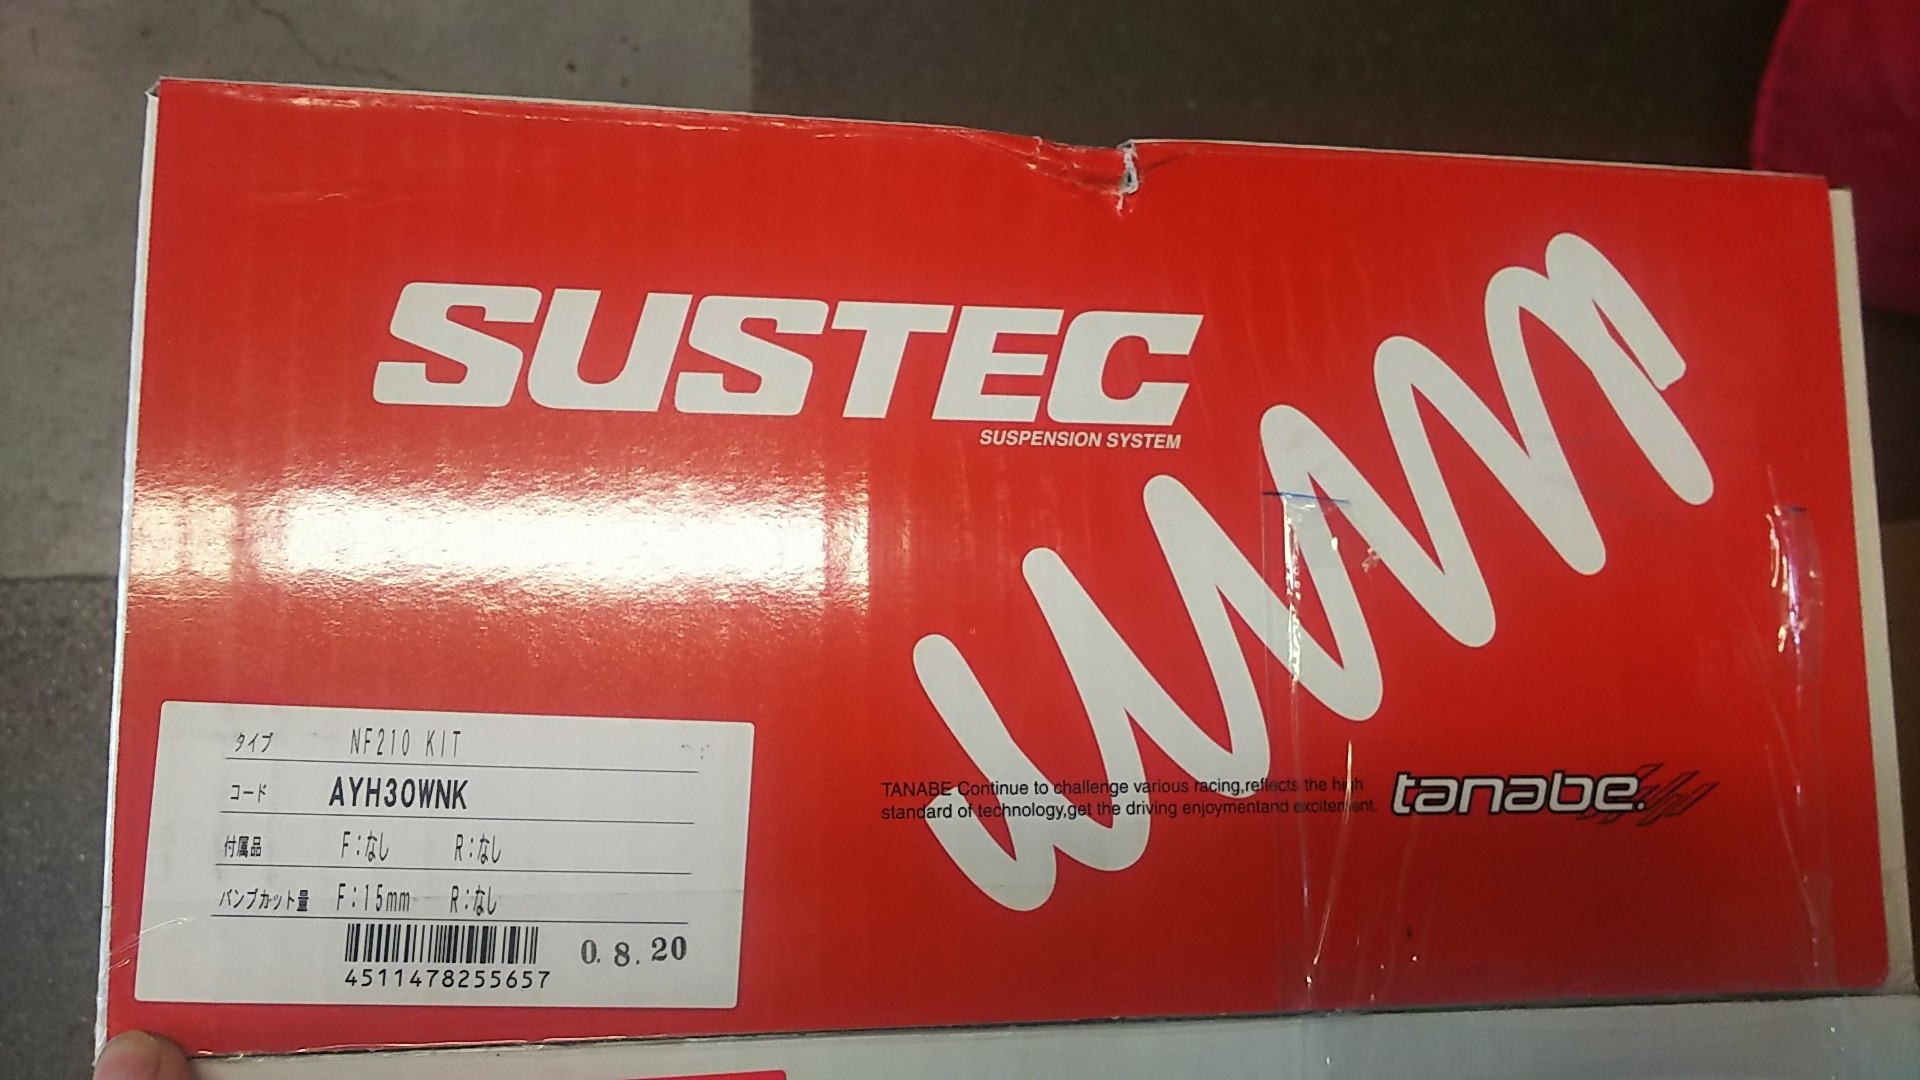 SUSTEC
SUSPENSION SYSTEM
TANABE Continue to challenge various racing,reflects the high
standard of technology,get the driving enjoymentand excitement.
tanabe.
タイプ NF210 KIT
コード AYH30WNK
付属品 F:なし R:なし
バンプカット量 F:15mm R:なし
4511478255657
0. 8. 20